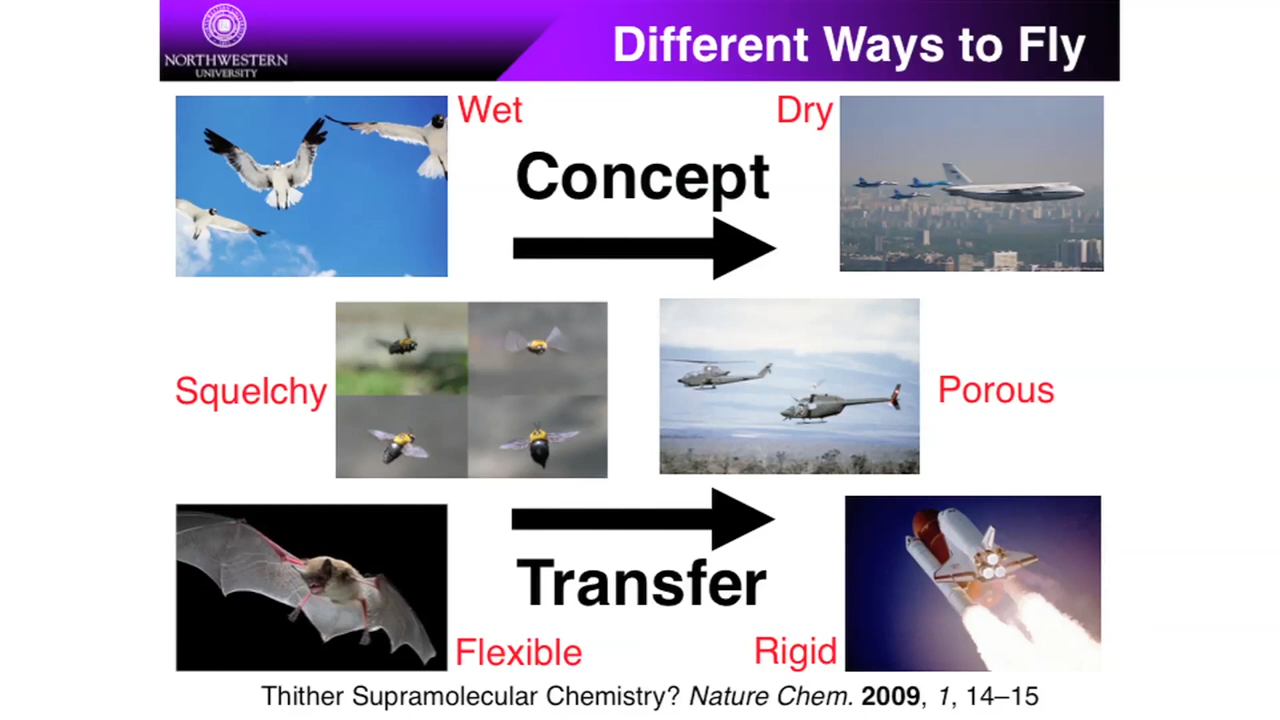 NORTHWESTERN
UNIVERSITY
Different Ways to Fly
Wet
Dry
Concept
Squelchy
Porous
Transfer
Flexible
Rigid
Thither Supramolecular Chemistry? Nature Chem. 2009, 1, 14–15